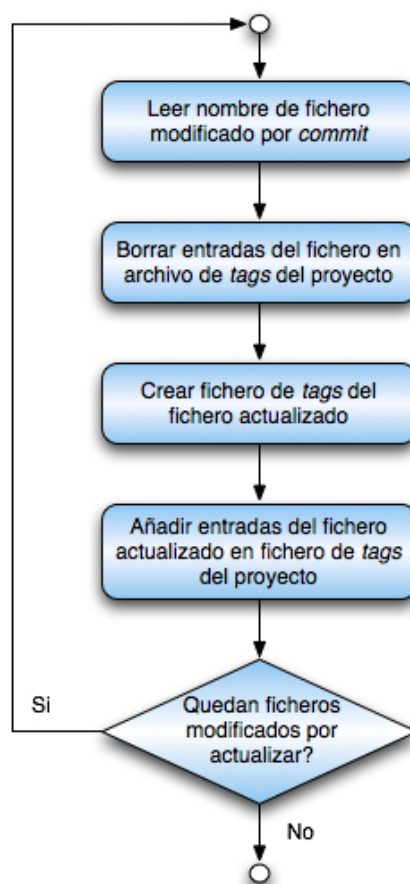 Leer nombre de fichero
modificado por commit
Borrar entradas del fichero en
archivo de tags del proyecto
Crear fichero de tags del
fichero actualizado
Añadir entradas del fichero
actualizado en fichero de tags
del proyecto
Quedan ficheros
modificados por
actualizar?
Si
No